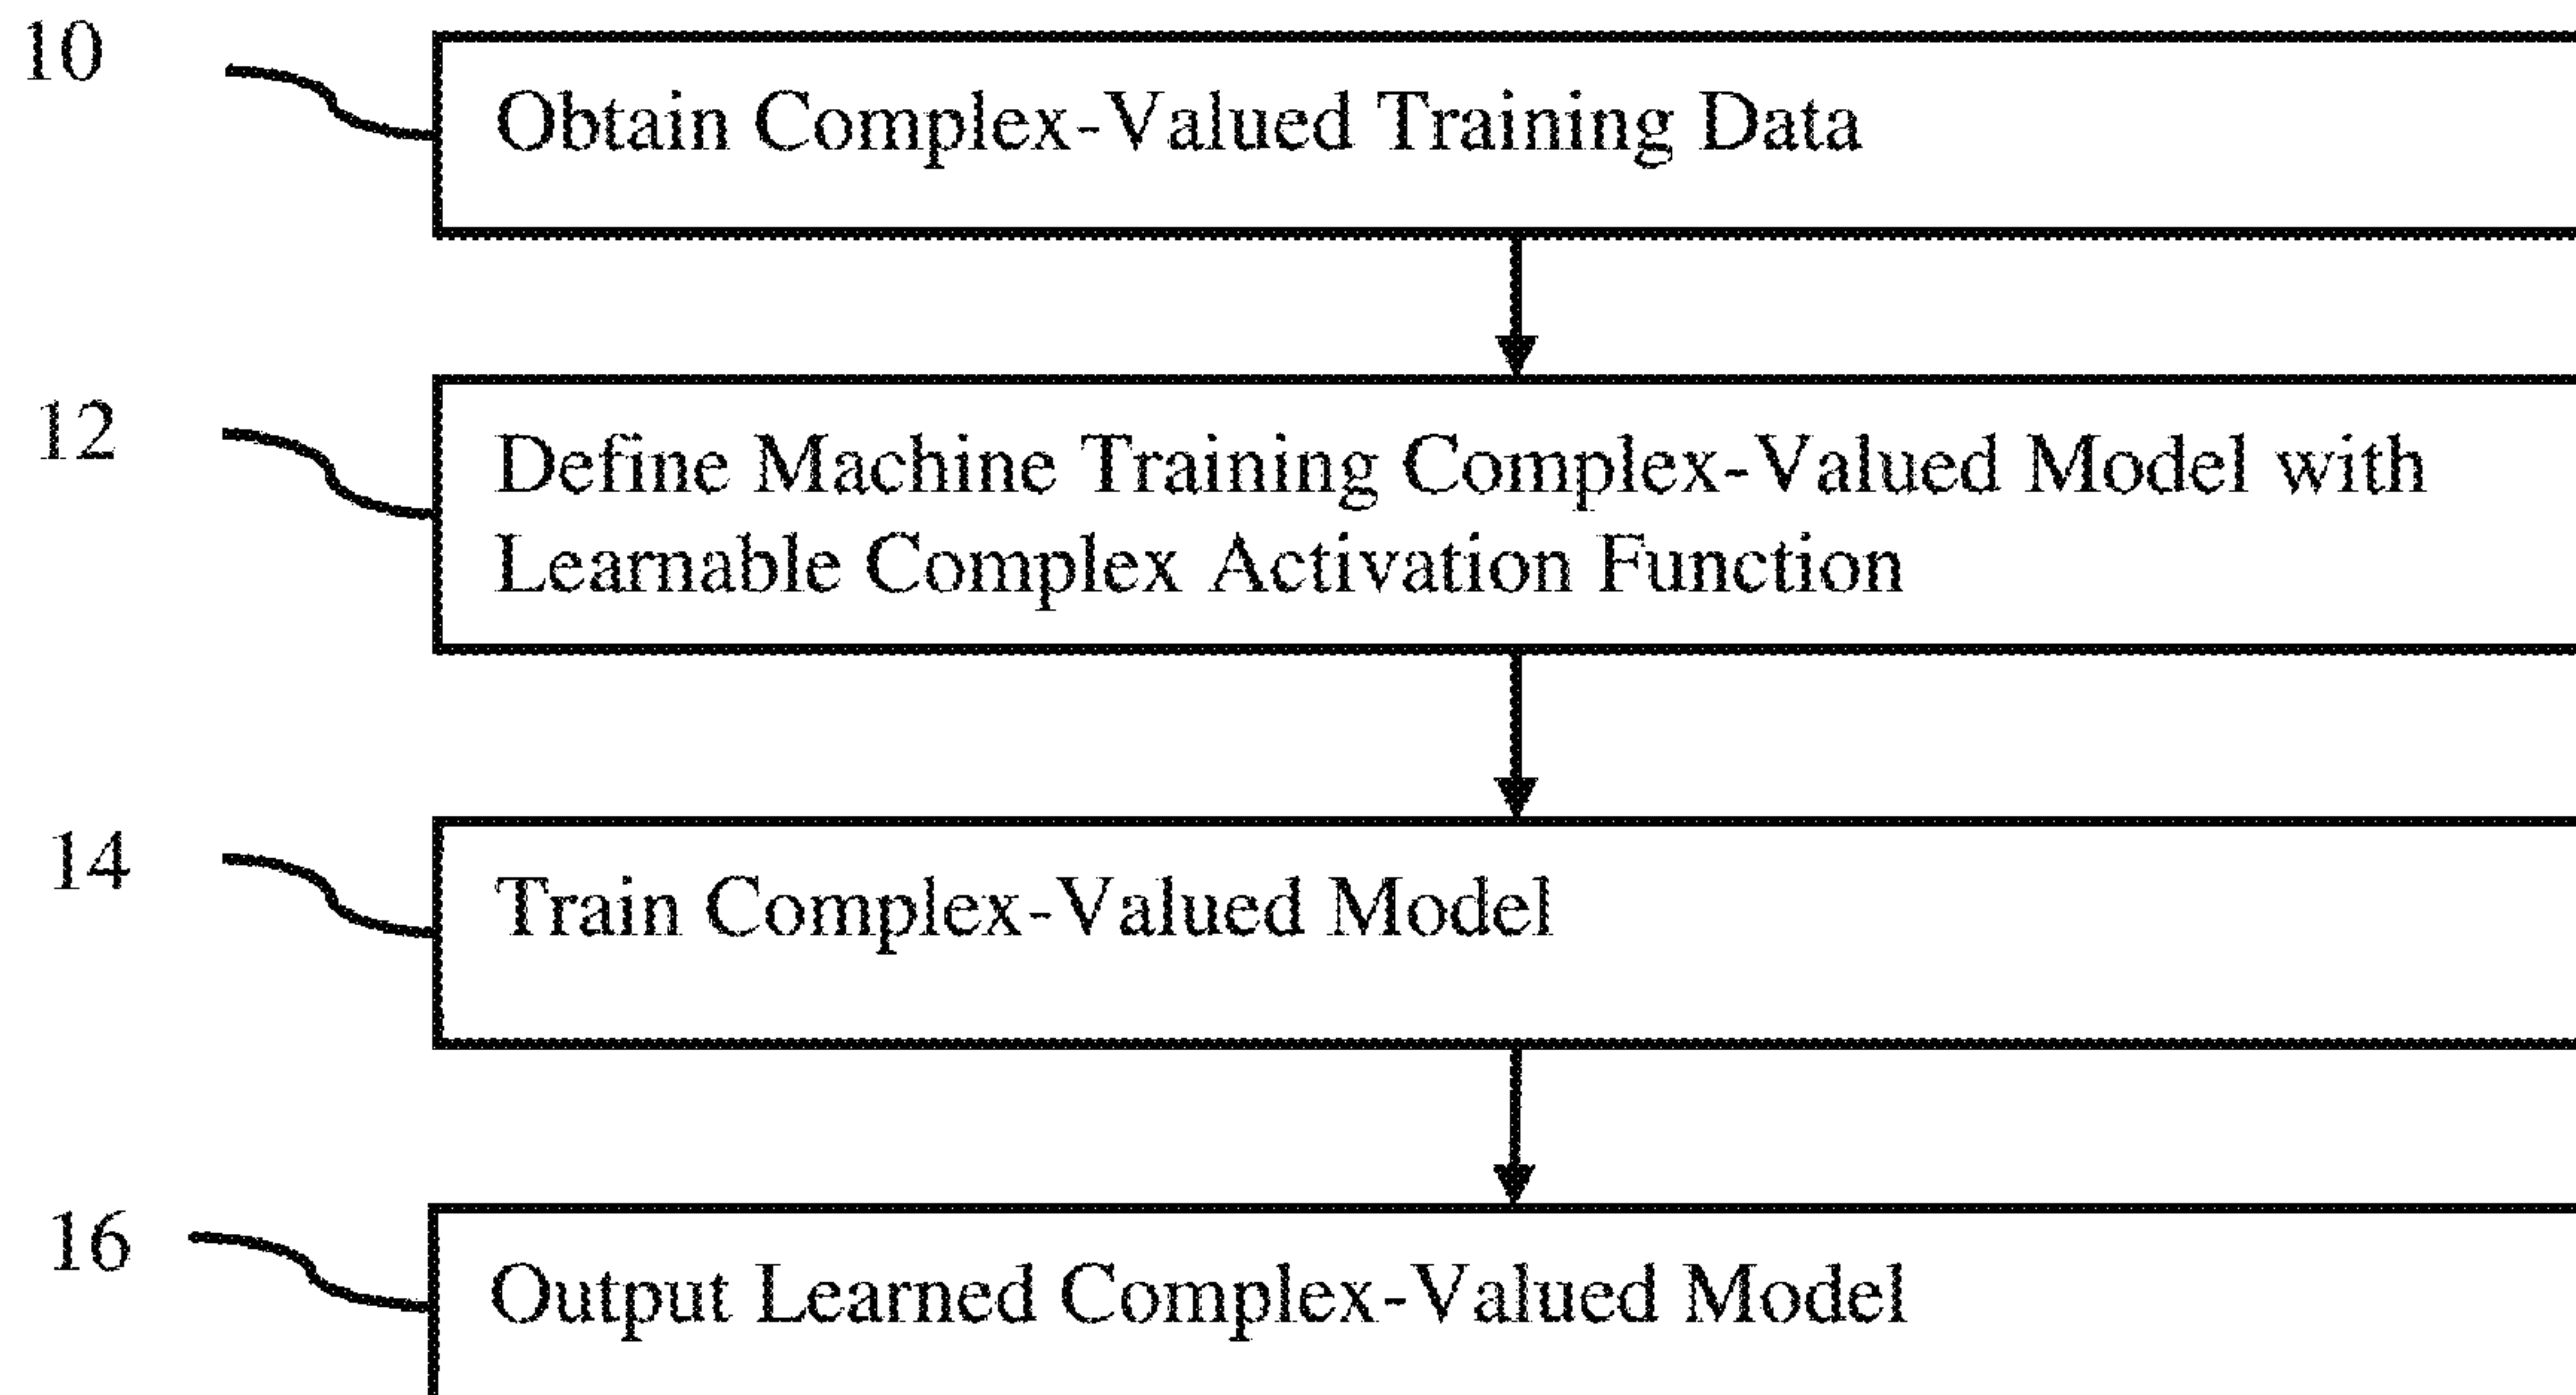 10
Obtain Complex-Valued Training Data
12
Define Machine Training Complex-Valued Model with
Learnable Complex Activation Function
14
Train Complex-Valued Model
16
Output Learned Complex-Valued Model